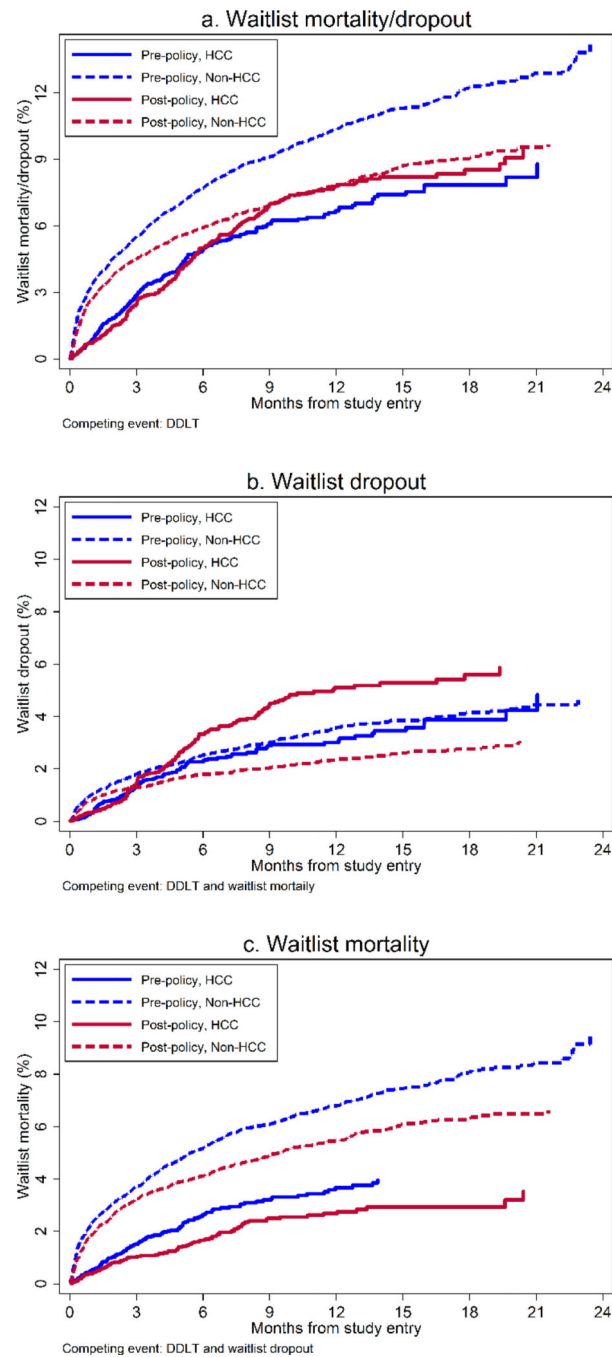 a. Waitlist mortality/dropout
Pre-policy, HCC
Pre-policy, Non-HCC
Post-policy, HCC
Post-policy, Non-HCC
Waitlist mortality/dropout (%)
12
9
6
3
0
0 3 6 9 12 15 18 21 24
Months from study entry
Competing event: DDLT
b. Waitlist dropout
Pre-policy, HCC
Pre-policy, Non-HCC
Post-policy, HCC
Post-policy, Non-HCC
Waitlist dropout (%)
12
10
8
6
4
2
0
0 3 6 9 12 15 18 21 24
Months from study entry
Competing event: DDLT and waitlist mortaily
c. Waitlist mortality
Pre-policy, HCC
Pre-policy, Non-HCC
Post-policy, HCC
Post-policy, Non-HCC
Waitlist mortality (%)
12
10
8
6
4
2
0
0 3 6 9 12 15 18 21 24
Months from study entry
Competing event: DDLT and waitlist dropout